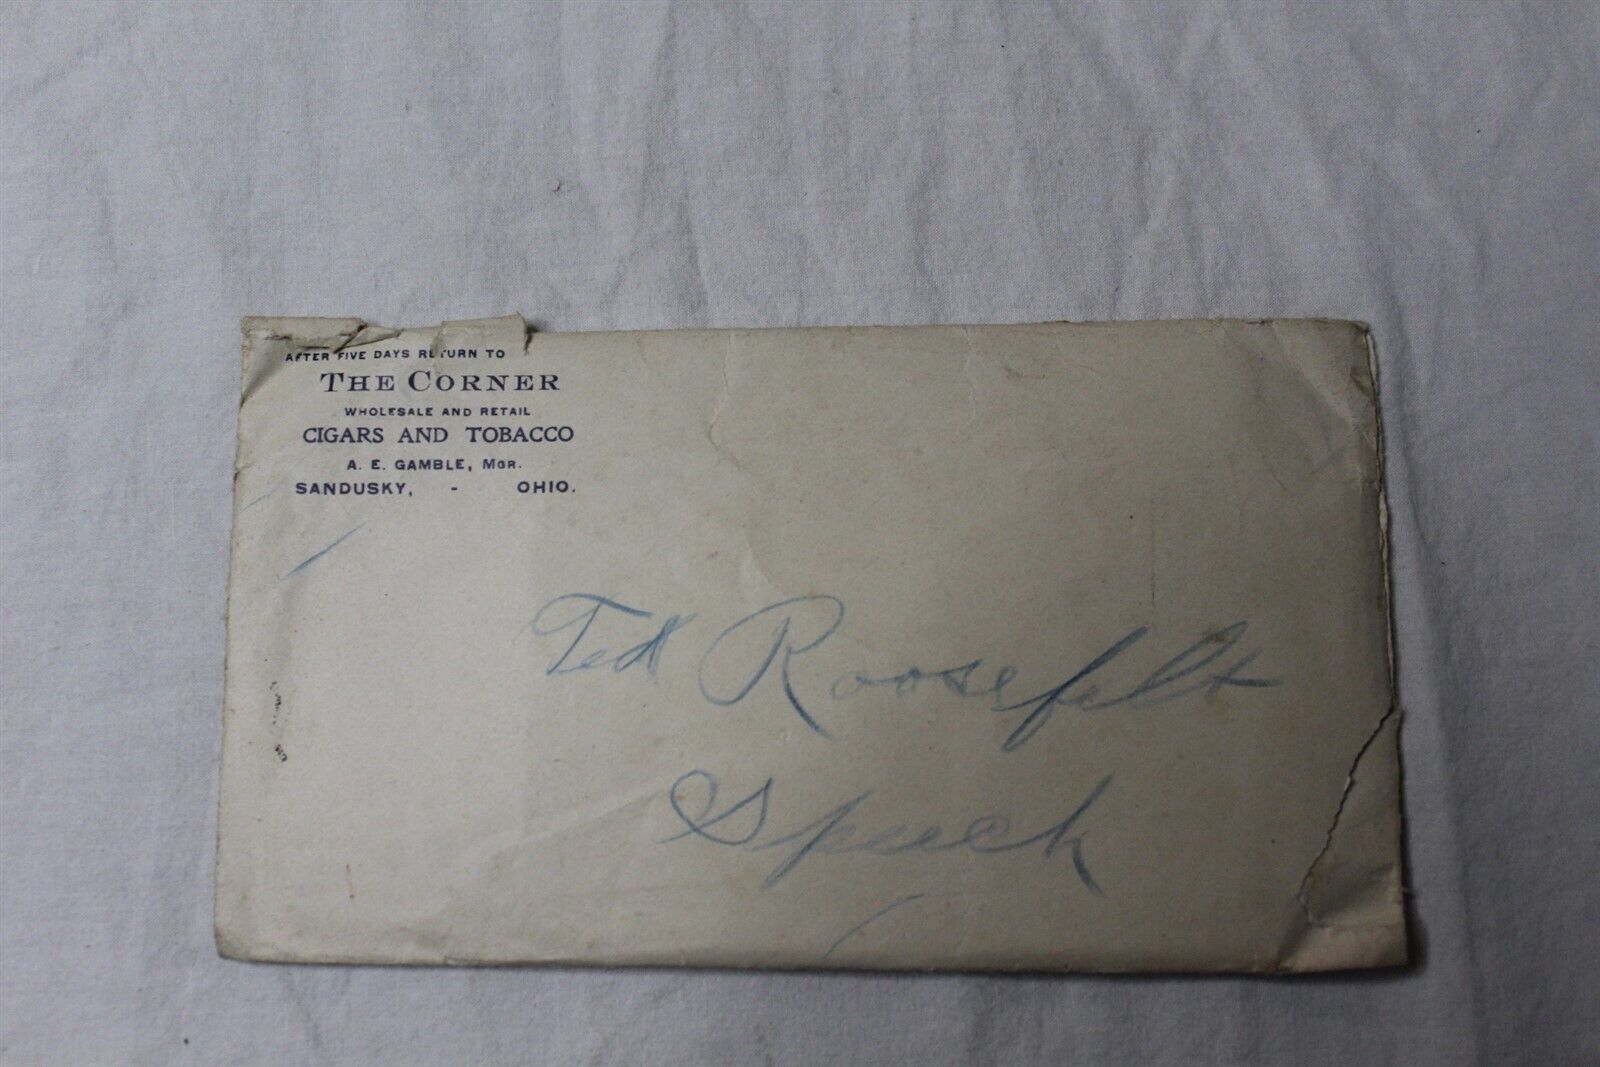 AFTER FIVE DAYS RETURN TO
THE CORNER
WHOLESALE AND RETAIL
CIGARS AND TOBACCO
A. E. GAMBLE, MGR.
SANDUSKY, - OHIO.
Ted Roosefelt
Speech